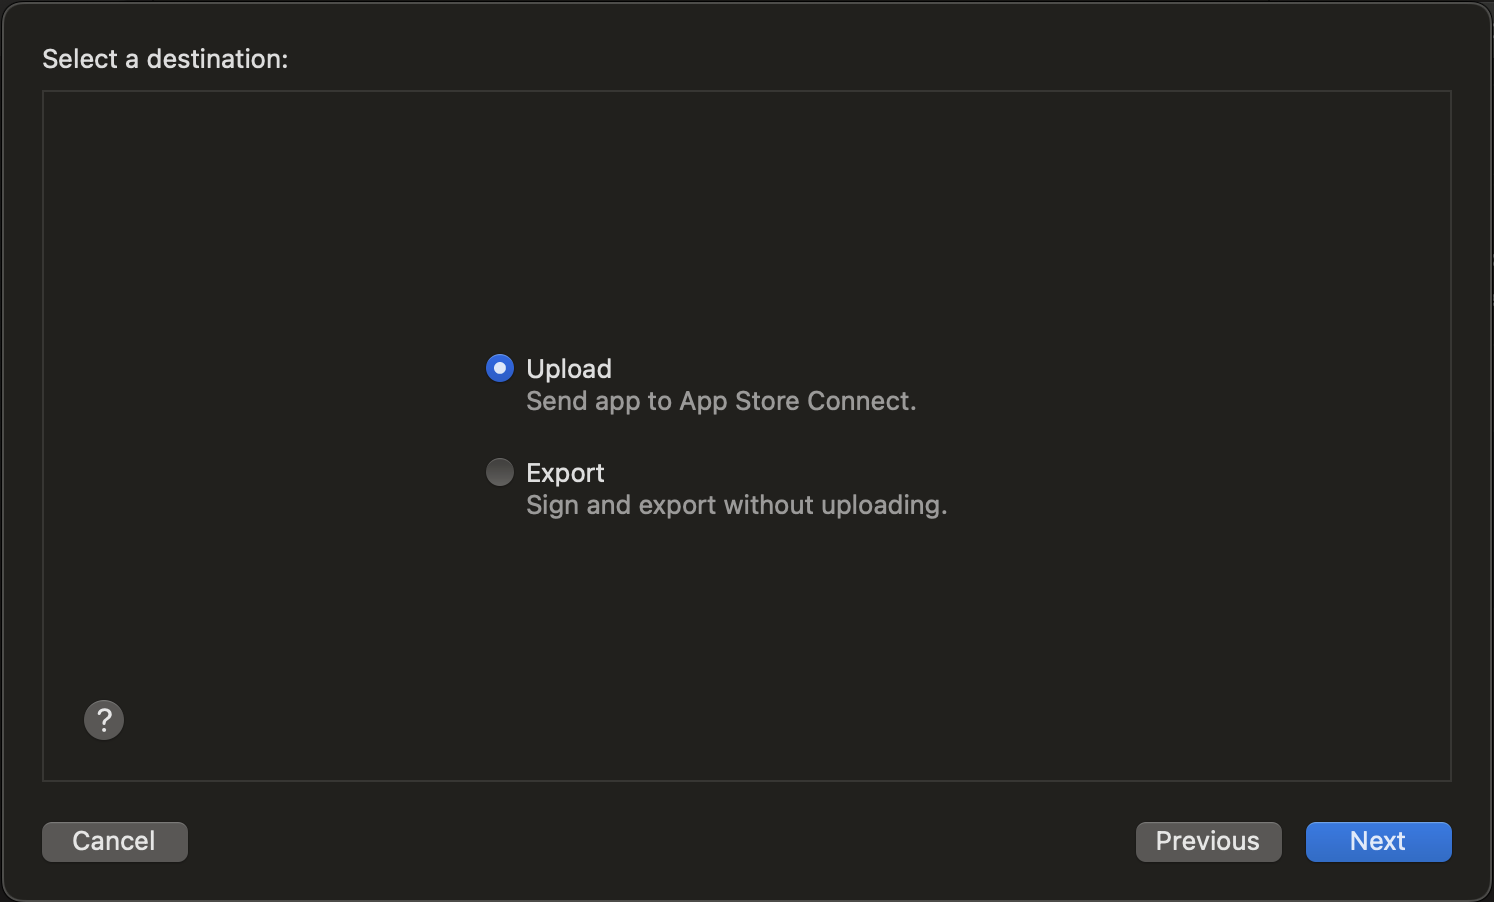 Select a destination:
Upload
Send app to App Store Connect.
Export
Sign and export without uploading.
?
Cancel
Previous
Next